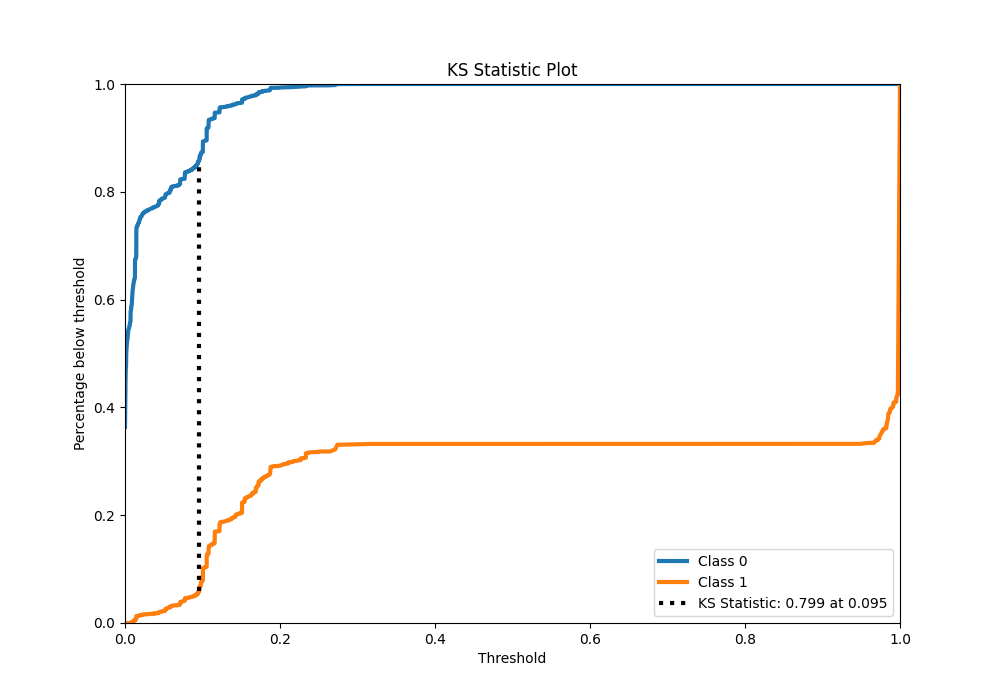 KS Statistic Plot
1.0
0.8
0.6
0.4
0.2
0.0
Percentage below threshold
0.0 0.2 0.4 0.6 0.8 1.0
Threshold
Class 0
Class 1
KS Statistic: 0.799 at 0.095